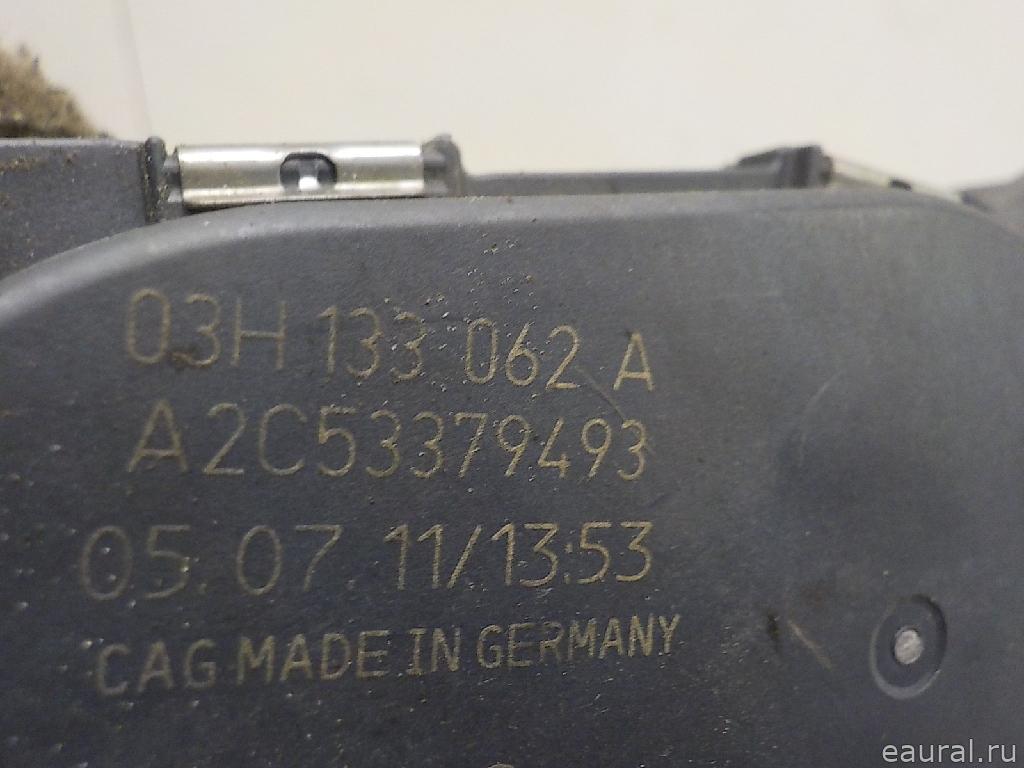 03H 133 062 A
A2C53379493
05.07.11/13:53
CAG MADE IN GERMANY
eaural.ru